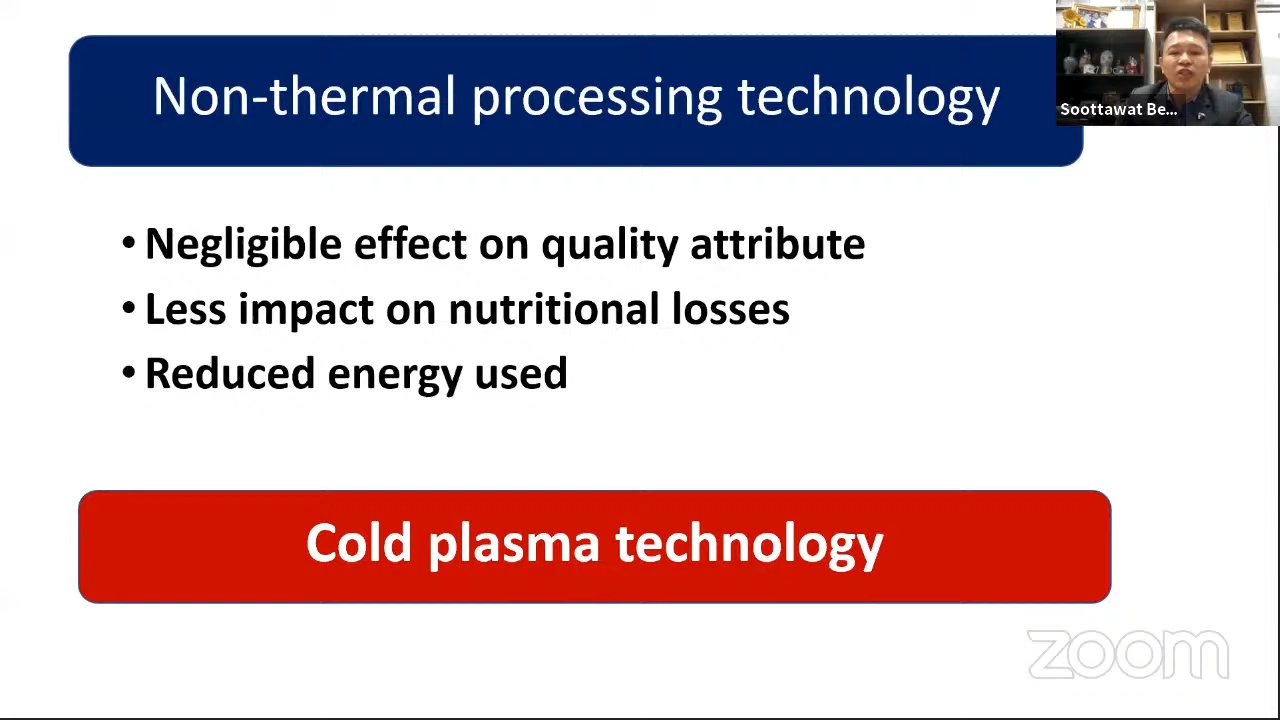 Non-thermal processing technology
Soottawat Be...
• Negligible effect on quality attribute
• Less impact on nutritional losses
• Reduced energy used
Cold plasma technology
zoom